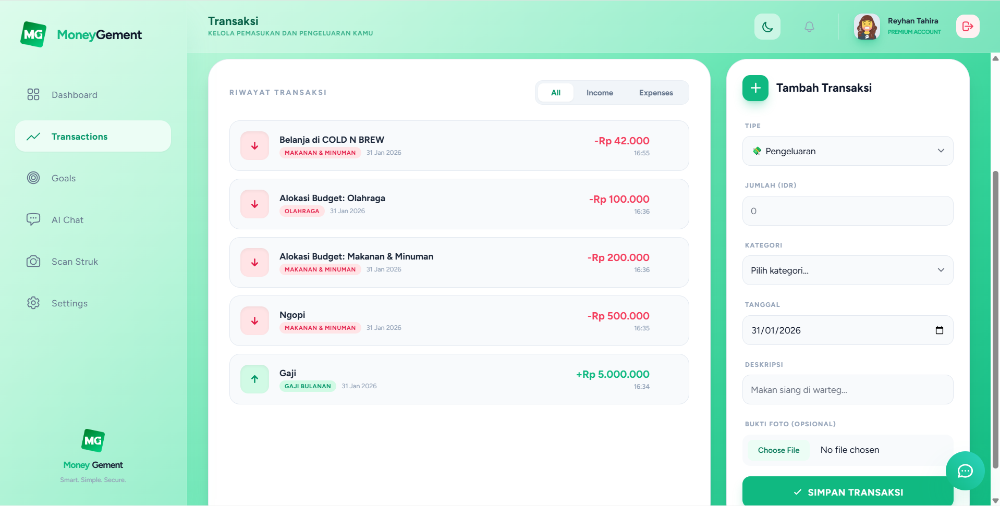 MG MoneyGement
Dashboard
Transactions
Goals
AI Chat
Scan Struk
Settings
MG
Money Gement
Smart. Simple. Secure.
Transaksi
KELOLA PEMASUKAN DAN PENGELUARAN KAMU
Reyhan Tahira
PREMIUM ACCOUNT
RIWAYAT TRANSAKSI
All Income Expenses
Belanja di COLD N BREW
-Rp 42.000
MAKANAN & MINUMAN 31 Jan 2026
16:55
Alokasi Budget: Olahraga
-Rp 100.000
OLAHRAGA 31 Jan 2026
16:36
Alokasi Budget: Makanan & Minuman
-Rp 200.000
MAKANAN & MINUMAN 31 Jan 2026
16:36
Ngopi
-Rp 500.000
MAKANAN & MINUMAN 31 Jan 2026
16:35
Gaji
+Rp 5.000.000
GAJI BULANAN 31 Jan 2026
16:34
Tambah Transaksi
TIPE
Pengeluaran
JUMLAH (IDR)
0
KATEGORI
Pilih kategori...
TANGGAL
31/01/2026
DESKRIPSI
Makan siang di warteg...
BUKTI FOTO (OPSIONAL)
Choose File No file chosen
SIMPAN TRANSAKSI